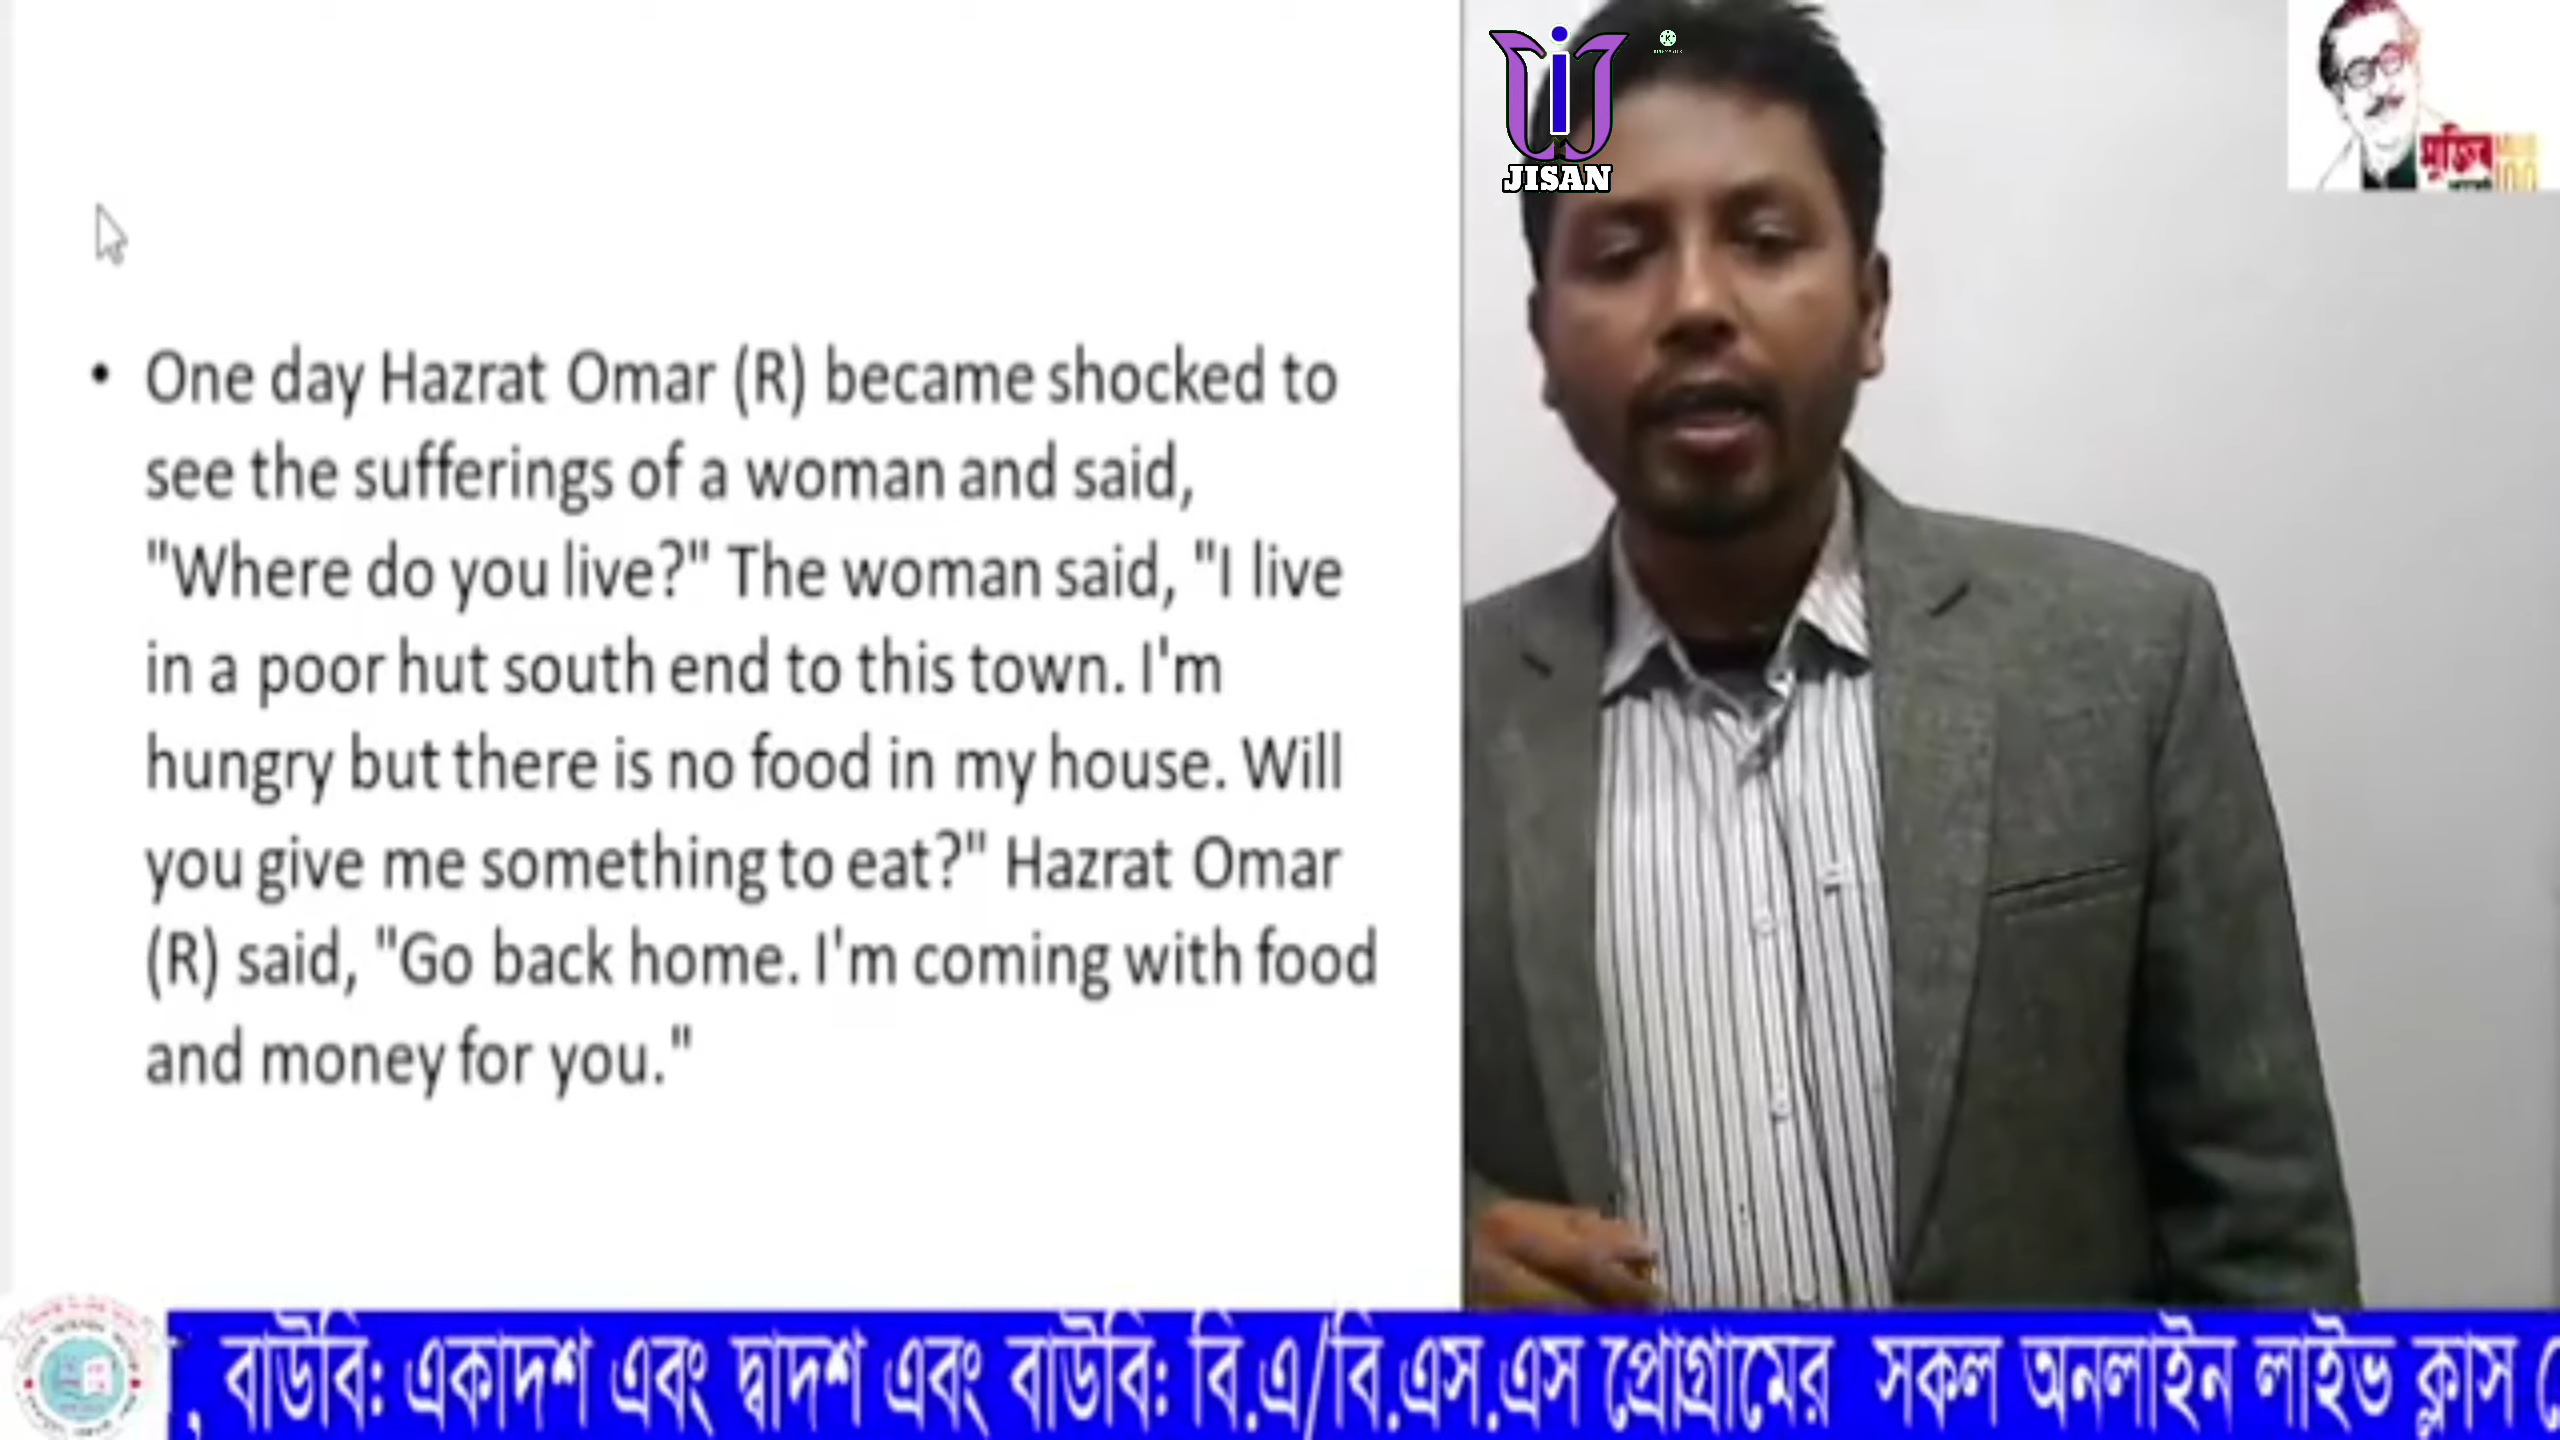 JISAN
মুজিব
100
• One day Hazrat Omar (R) became shocked to
see the sufferings of a woman and said,
"Where do you live?" The woman said, "I live
in a poor hut south end to this town. I'm
hungry but there is no food in my house. Will
you give me something to eat?" Hazrat Omar
(R) said, "Go back home. I'm coming with food
and money for you."
, বাউবিঃ একাদশ এবং দ্বাদশ এবং বাউবিঃ বি.এ/বি.এস.এস প্রোগ্রামের সকল অনলাইন লাইভ ক্লাস